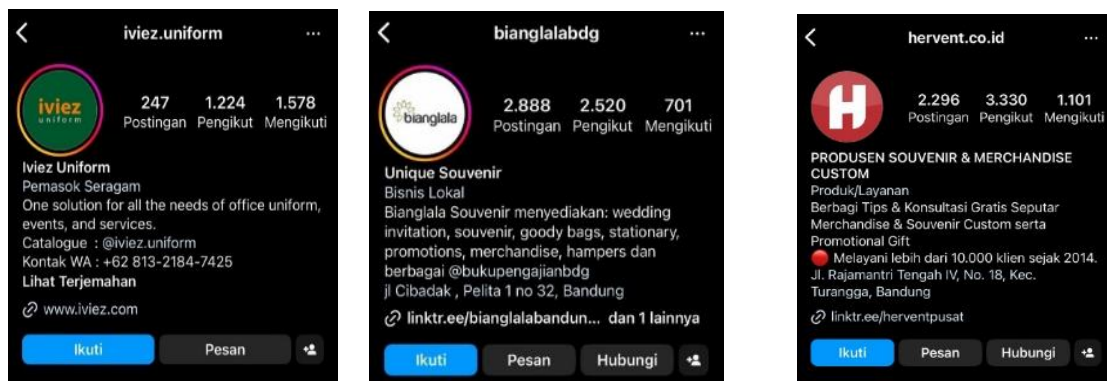 iviez.uniform
iviez
uniform
247 1.224 1.578
Postingan Pengikut Mengikuti
Iviez Uniform
Pemasok Seragam
One solution for all the needs of office uniform,
events, and services.
Catalogue : @iviez.uniform
Kontak WA : +62 813-2184-7425
Lihat Terjemahan
www.iviez.com
Ikuti Pesan
bianglalabdg
bianglala
2.888 2.520 701
Postingan Pengikut Mengikuti
Unique Souvenir
Bisnis Lokal
Bianglala Souvenir menyediakan: wedding
invitation, souvenir, goody bags, stationary,
promotions, merchandise, hampers dan
berbagai @bukupengajianbdg
jl Cibadak , Pelita 1 no 32, Bandung
linktr.ee/bianglalabandun... dan 1 lainnya
Ikuti Pesan Hubungi
hervent.co.id
H
2.296 3.330 1.101
Postingan Pengikut Mengikuti
PRODUSEN SOUVENIR & MERCHANDISE
CUSTOM
Produk/Layanan
Berbagi Tips & Konsultasi Gratis Seputar
Merchandise & Souvenir Custom serta
Promotional Gift
Melayani lebih dari 10.000 klien sejak 2014.
Jl. Rajamantri Tengah IV, No. 18, Kec.
Turangga, Bandung
linktr.ee/herventpusat
Ikuti Pesan Hubungi